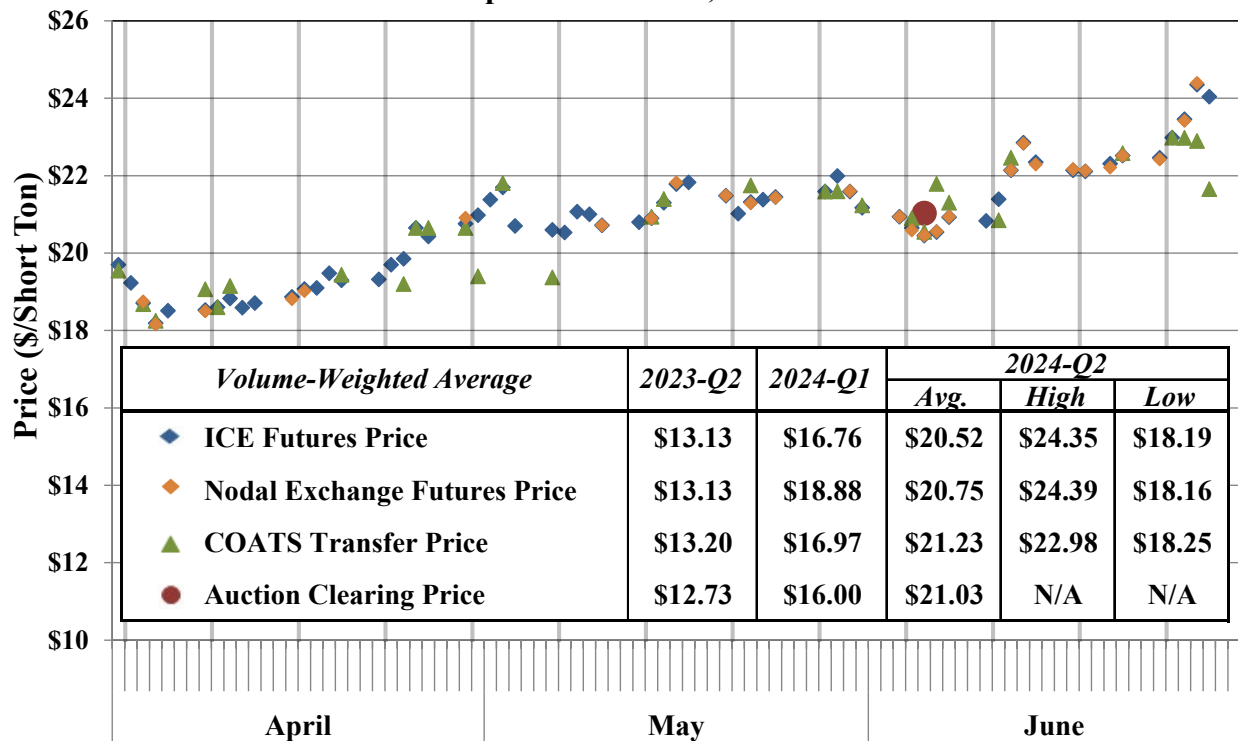 $26
$24
$22
$20
$18
$16
$14
$12
$10
Price ($/Short Ton)
Volume-Weighted Average 2023-Q2 2024-Q1 2024-Q2
Avg. High Low
ICE Futures Price $13.13 $16.76 $20.52 $24.35 $18.19
Nodal Exchange Futures Price $13.13 $18.88 $20.75 $24.39 $18.16
COATS Transfer Price $13.20 $16.97 $21.23 $22.98 $18.25
Auction Clearing Price $12.73 $16.00 $21.03 N/A N/A
April May June